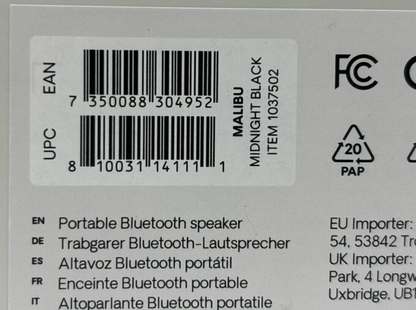 EAN
7 350088 304952
UPC
8 10031 14111 1
MALIBU
MIDNIGHT BLACK
ITEM 1037502
FC
20
PAP
EN Portable Bluetooth speaker
DE Trabgarer Bluetooth-Lautsprecher
ES Altavoz Bluetooth portátil
FR Enceinte Bluetooth portable
IT Altoparlante Bluetooth portatile
EU Importer:
54, 53842 Tr
UK Importer:
Park, 4 Longw
Uxbridge, UB1